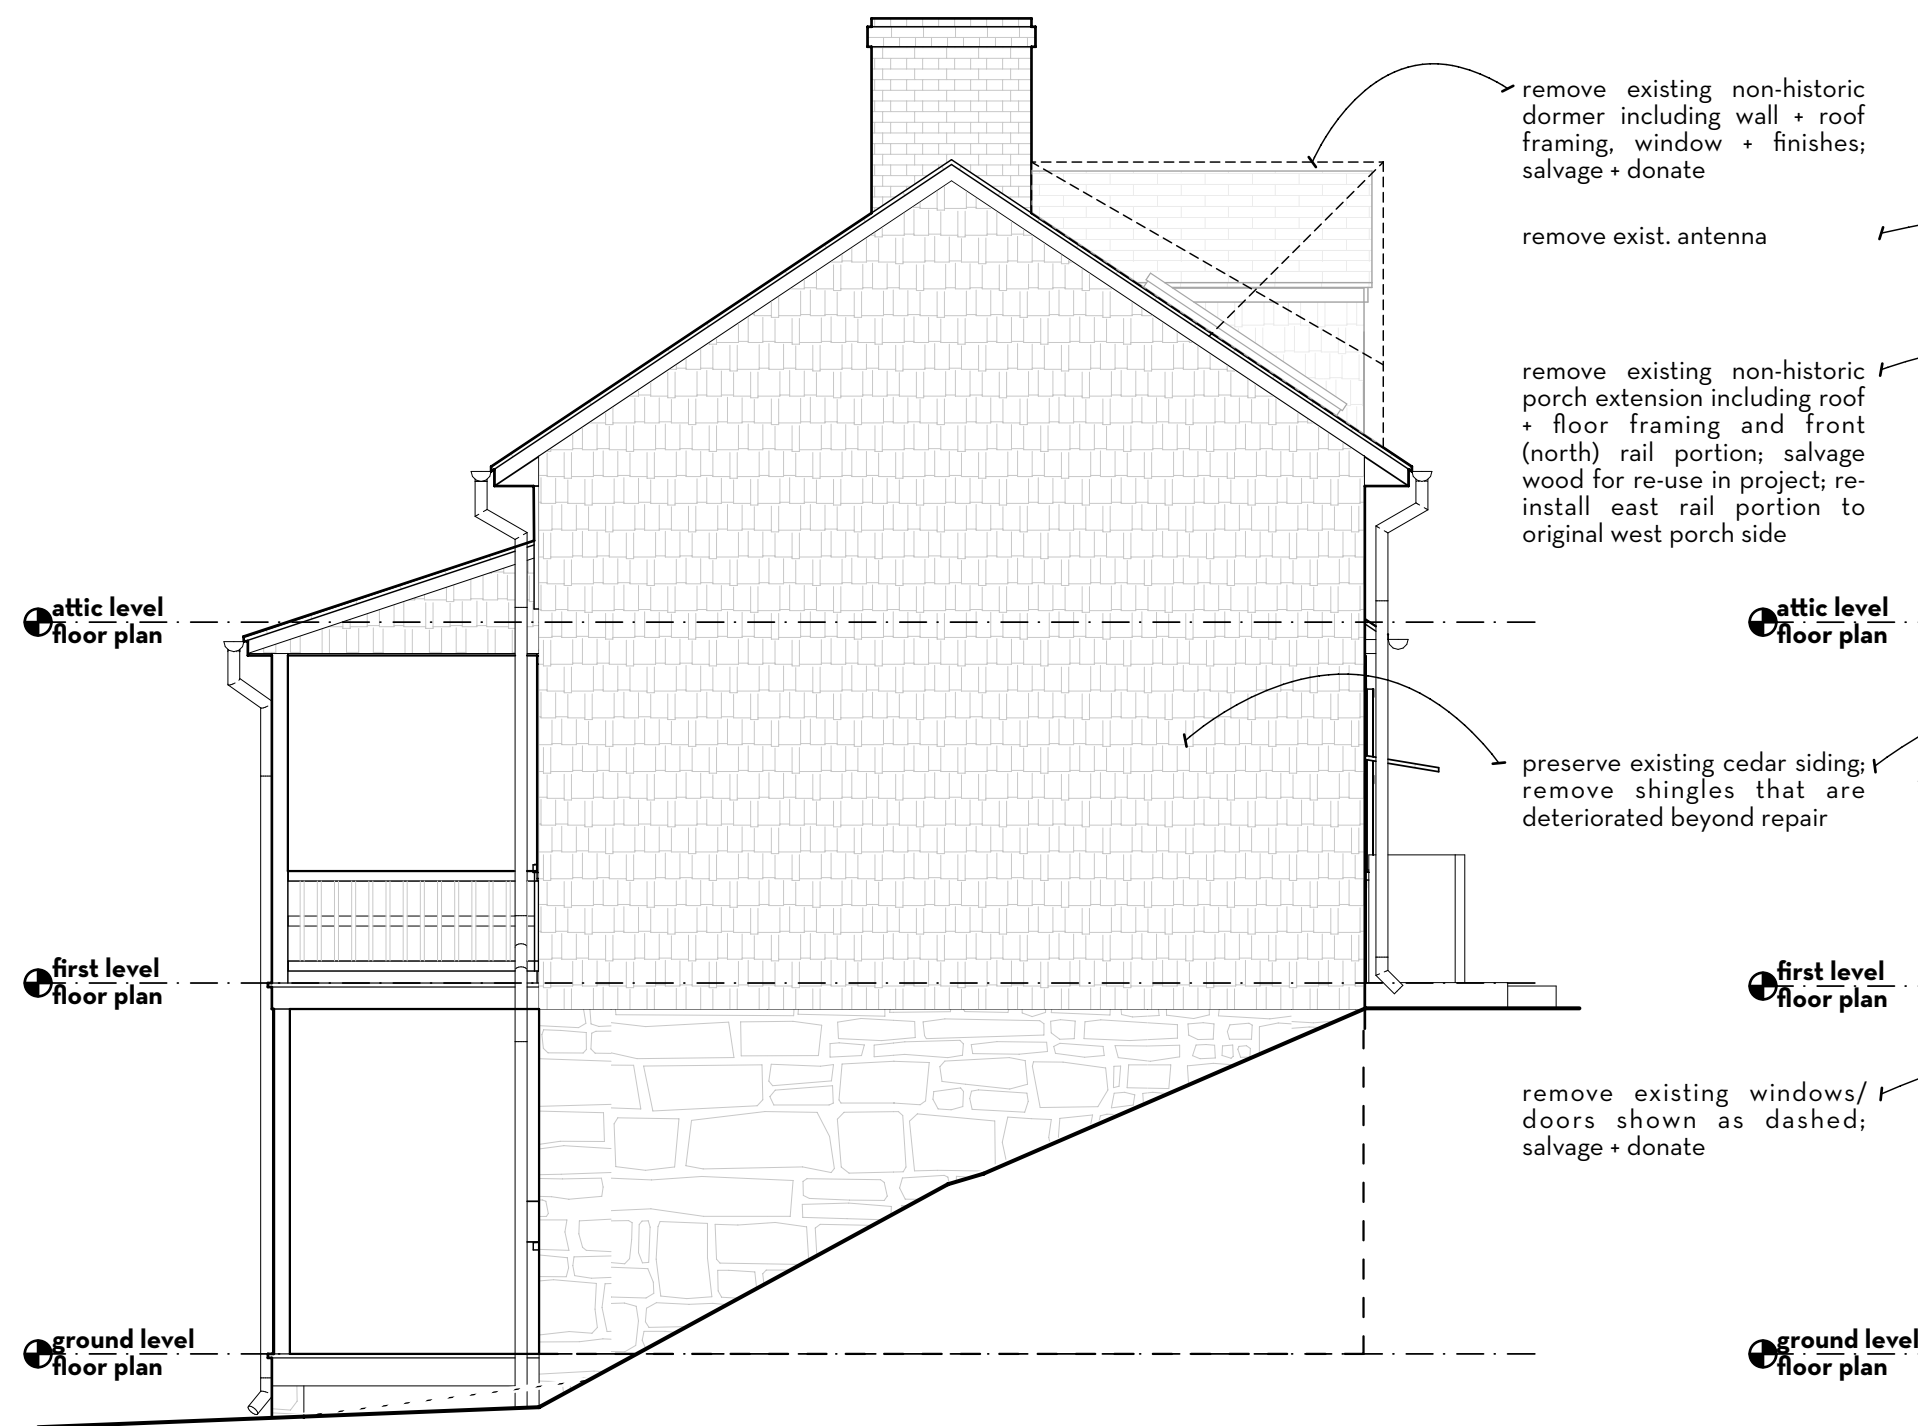 remove existing non-historic
dormer including wall + roof
framing, window + finishes;
salvage + donate
remove exist. antenna
remove existing non-historic
porch extension including roof
+ floor framing and front
(north) rail portion; salvage
wood for re-use in project; re-
install east rail portion to
original west porch side
attic level
floor plan
attic level
floor plan
preserve existing cedar siding;
remove shingles that are
deteriorated beyond repair
first level
floor plan
first level
floor plan
remove existing windows/
doors shown as dashed;
salvage + donate
ground level
floor plan
ground level
floor plan